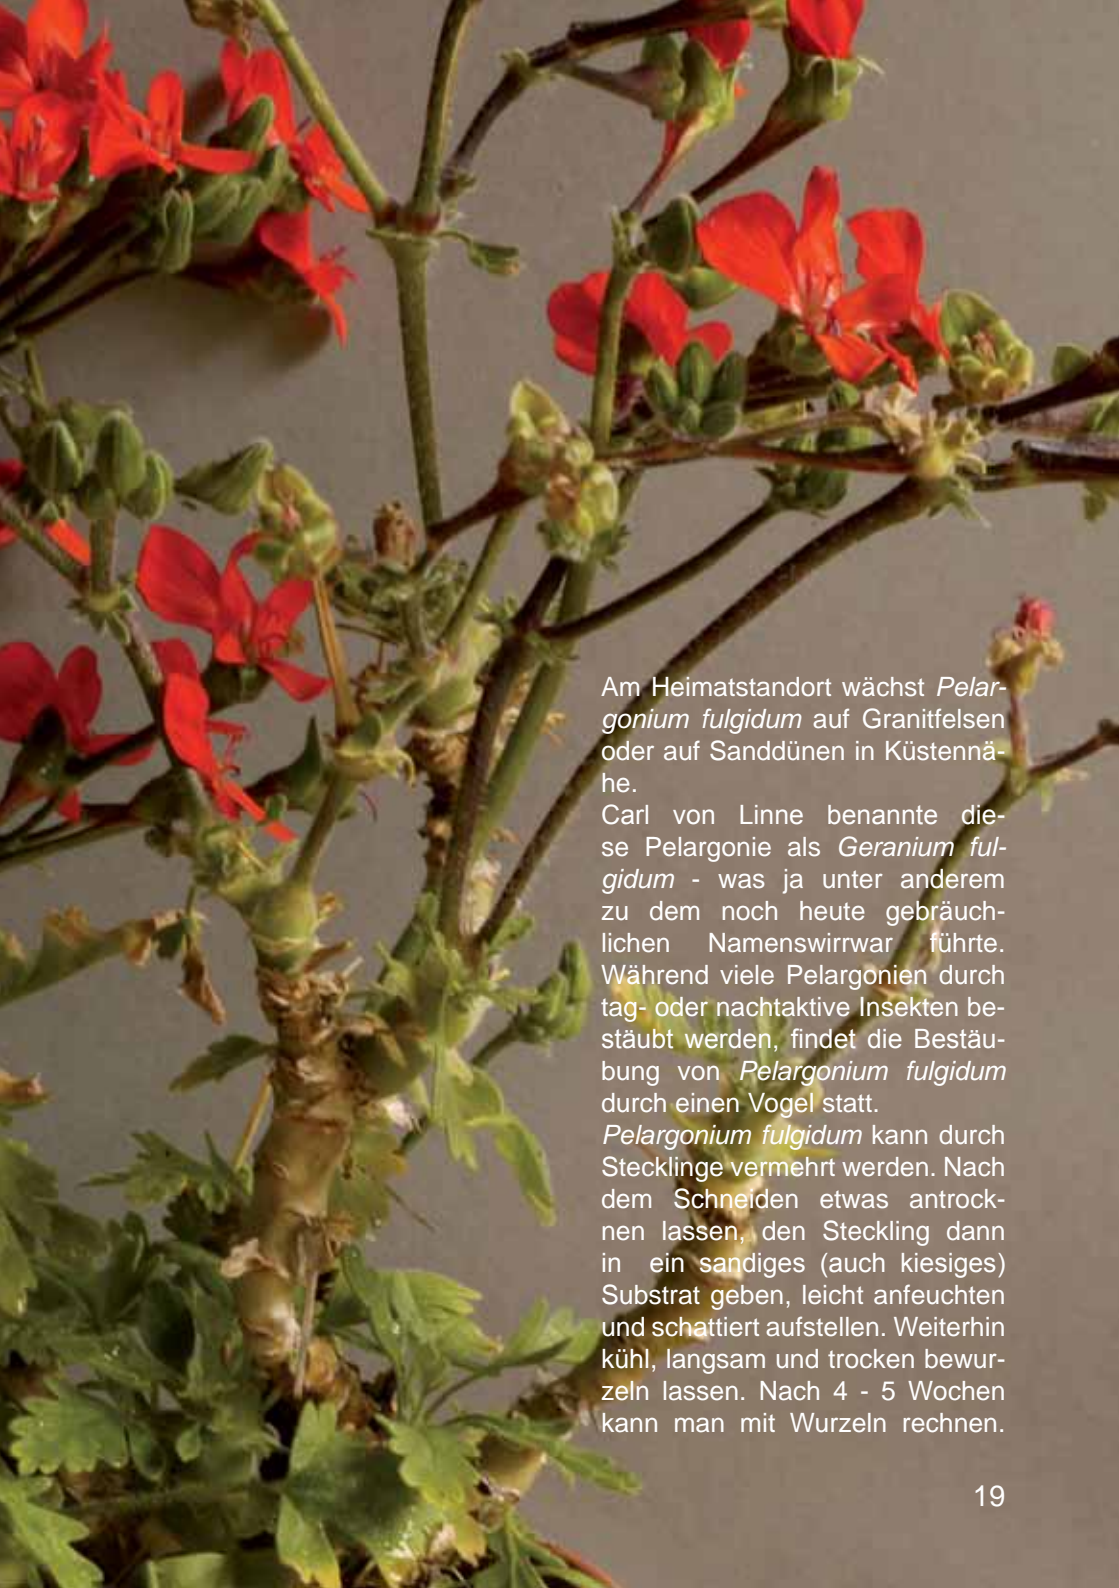 Am Heimatstandort wächst Pelar-
gonium fulgidum auf Granitfelsen
oder auf Sanddünen in Küstennä-
he.
Carl von Linne benannte die-
se Pelargonie als Geranium ful-
gidum - was ja unter anderem
zu dem noch heute gebräuch-
lichen Namenswirrwar führte.
Während viele Pelargonien durch
tag- oder nachtaktive Insekten be-
stäubt werden, findet die Bestäu-
bung von Pelargonium fulgidum
durch einen Vogel statt.
Pelargonium fulgidum kann durch
Stecklinge vermehrt werden. Nach
dem Schneiden etwas antrock-
nen lassen, den Steckling dann
in ein sandiges (auch kiesiges)
Substrat geben, leicht anfeuchten
und schattiert aufstellen. Weiterhin
kühl, langsam und trocken bewur-
zeln lassen. Nach 4 - 5 Wochen
kann man mit Wurzeln rechnen.
19